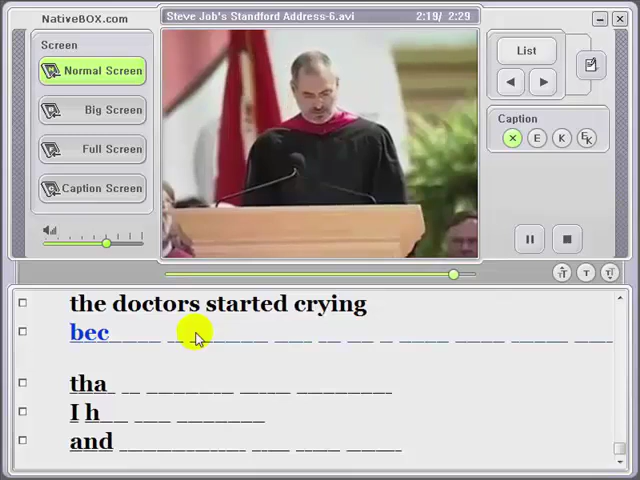 NativeBOX.com
Steve Job's Standford Address-6.avi 2:19/ 2:29
Screen
Normal Screen
Big Screen
Full Screen
Caption Screen
List
Caption
X E K EK
T T T
the doctors started crying
bec
tha
I h
and